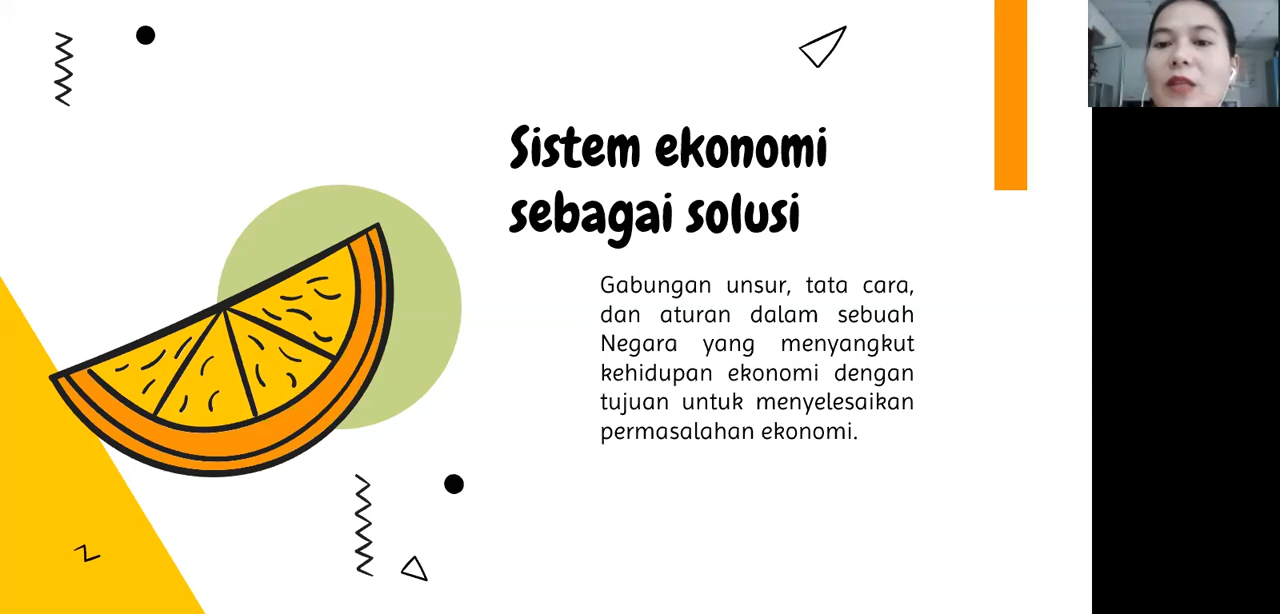 Sistem ekonomi
sebagai solusi
Gabungan unsur, tata cara,
dan aturan dalam sebuah
Negara yang menyangkut
kehidupan ekonomi dengan
tujuan untuk menyelesaikan
permasalahan ekonomi.